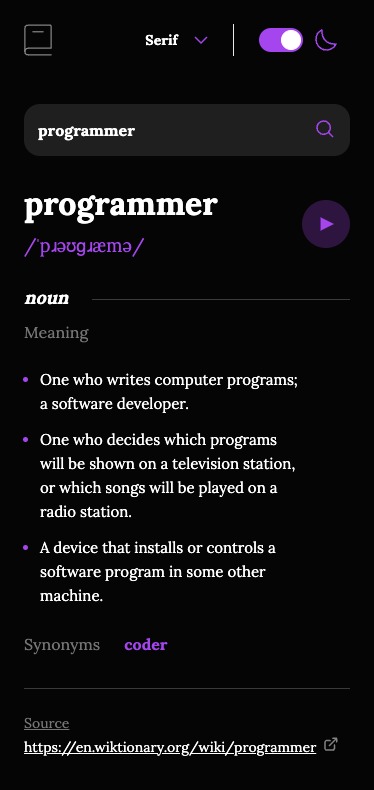 Serif
programmer
programmer
/ˈpɹəʊɡɹæmə/
noun
Meaning
One who writes computer programs;
a software developer.
One who decides which programs
will be shown on a television station,
or which songs will be played on a
radio station.
A device that installs or controls a
software program in some other
machine.
Synonyms coder
Source
https://en.wiktionary.org/wiki/programmer